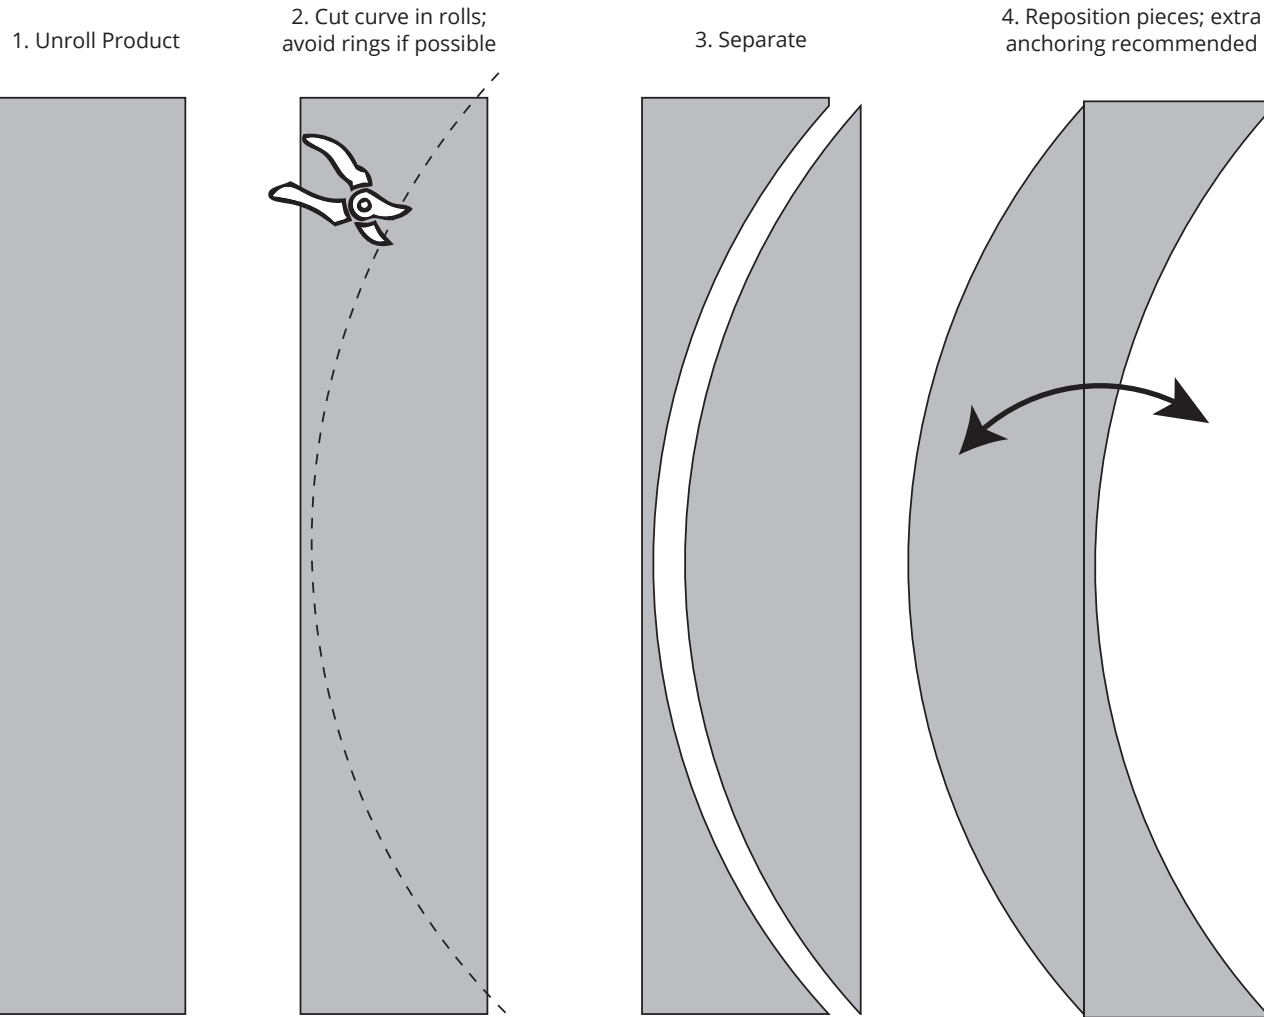 1. Unroll Product
2. Cut curve in rolls;
avoid rings if possible
3. Separate
4. Reposition pieces; extra
anchoring recommended